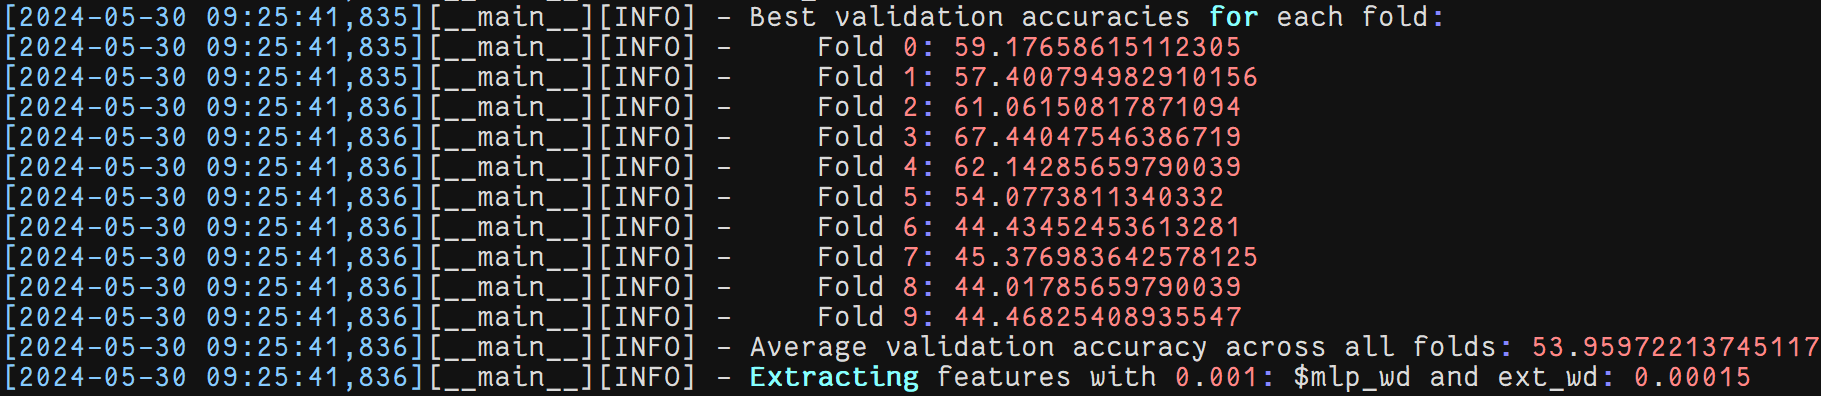 [2024-05-30 09:25:41,835][__main__][INFO] - Best validation accuracies for each fold:
[2024-05-30 09:25:41,835][__main__][INFO] -     Fold 0: 59.17658615112305
[2024-05-30 09:25:41,835][__main__][INFO] -     Fold 1: 57.400794982910156
[2024-05-30 09:25:41,836][__main__][INFO] -     Fold 2: 61.06150817871094
[2024-05-30 09:25:41,836][__main__][INFO] -     Fold 3: 67.44047546386719
[2024-05-30 09:25:41,836][__main__][INFO] -     Fold 4: 62.14285659790039
[2024-05-30 09:25:41,836][__main__][INFO] -     Fold 5: 54.0773811340332
[2024-05-30 09:25:41,836][__main__][INFO] -     Fold 6: 44.43452453613281
[2024-05-30 09:25:41,836][__main__][INFO] -     Fold 7: 45.376983642578125
[2024-05-30 09:25:41,836][__main__][INFO] -     Fold 8: 44.01785659790039
[2024-05-30 09:25:41,836][__main__][INFO] -     Fold 9: 44.46825408935547
[2024-05-30 09:25:41,836][__main__][INFO] - Average validation accuracy across all folds: 53.95972213745117
[2024-05-30 09:25:41,836][__main__][INFO] - Extracting features with 0.001: $mlp_wd and ext_wd: 0.00015